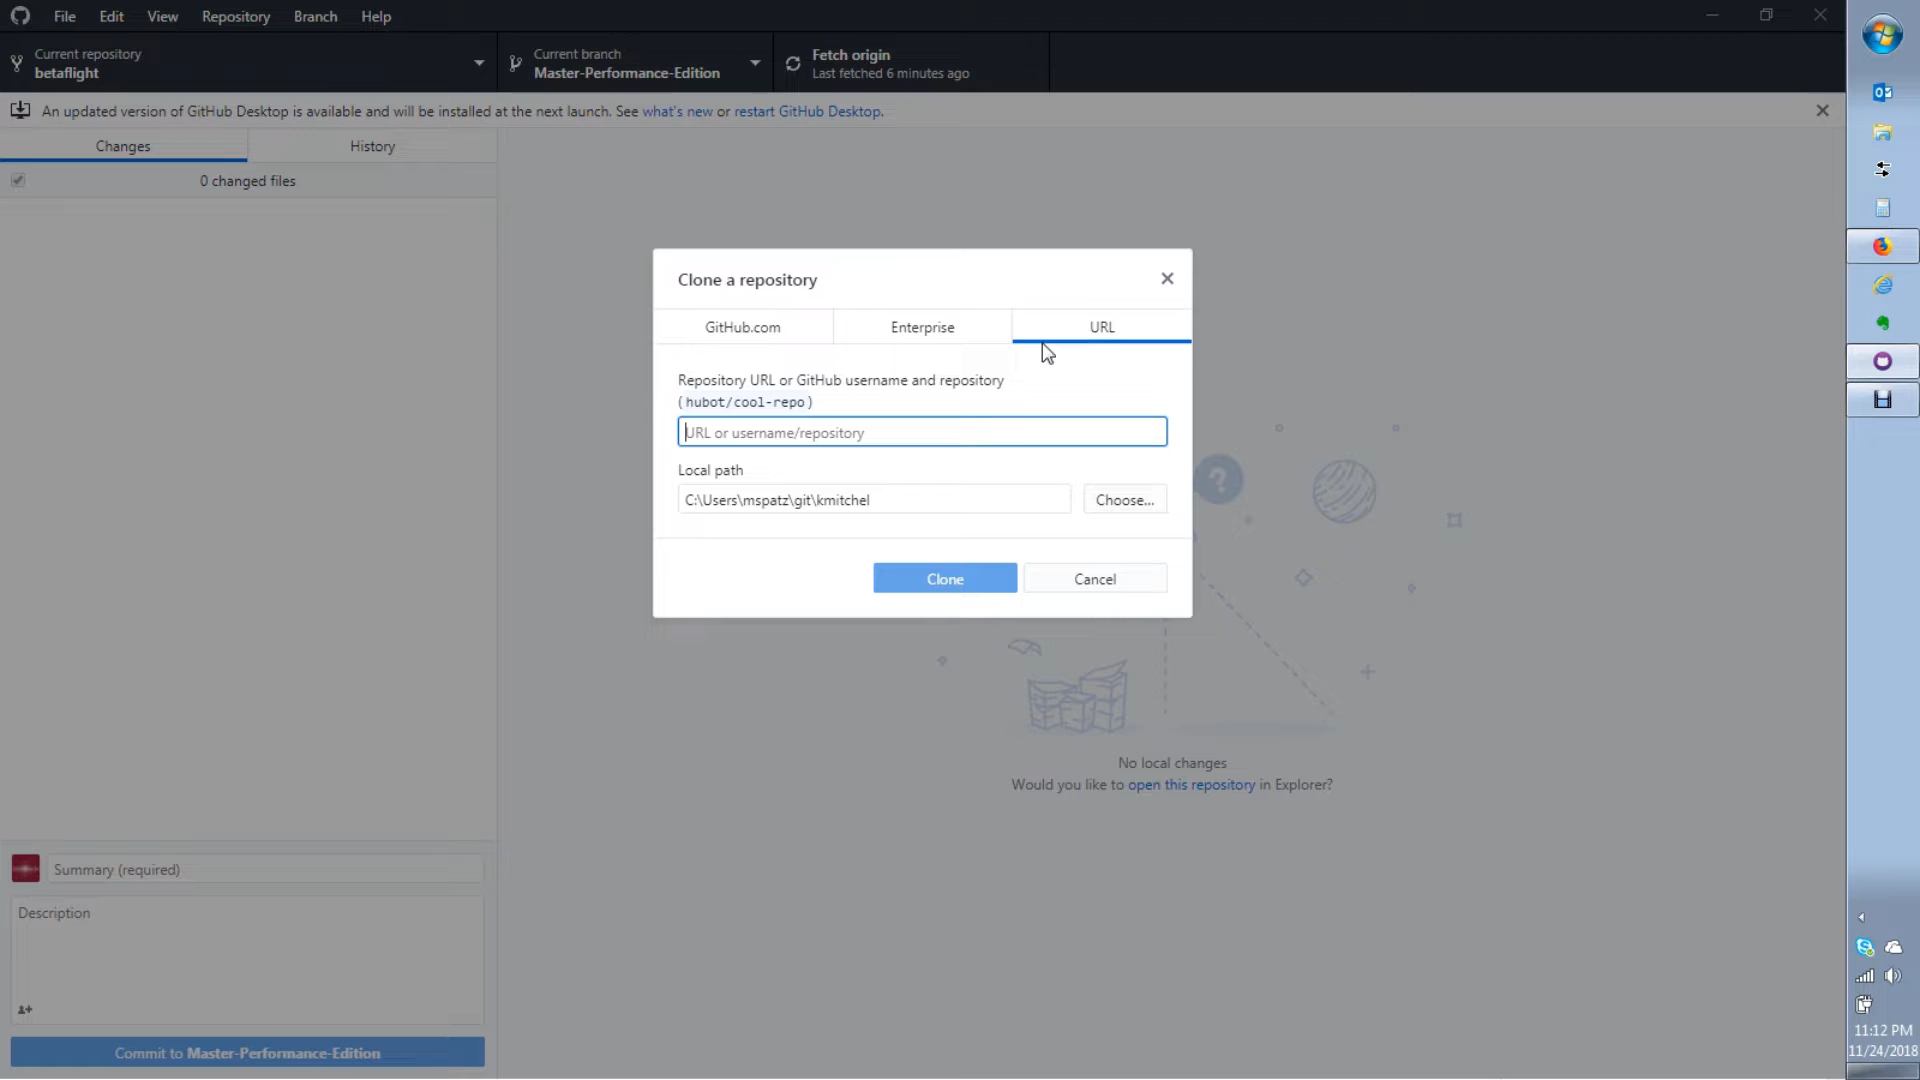 File Edit View Repository Branch Help
Current repository
betaflight
Current branch
Master-Performance-Edition
Fetch origin
Last fetched 6 minutes ago
An updated version of GitHub Desktop is available and will be installed at the next launch. See what's new or restart GitHub Desktop.
Changes History
0 changed files
Clone a repository
GitHub.com Enterprise URL
Repository URL or GitHub username and repository
(hubot/cool-repo)
URL or username/repository
Local path
C:\Users\mspatz\git\kmitchel Choose...
Clone Cancel
No local changes
Would you like to open this repository in Explorer?
Summary (required)
Description
Commit to Master-Performance-Edition
11:12 PM
11/24/2018